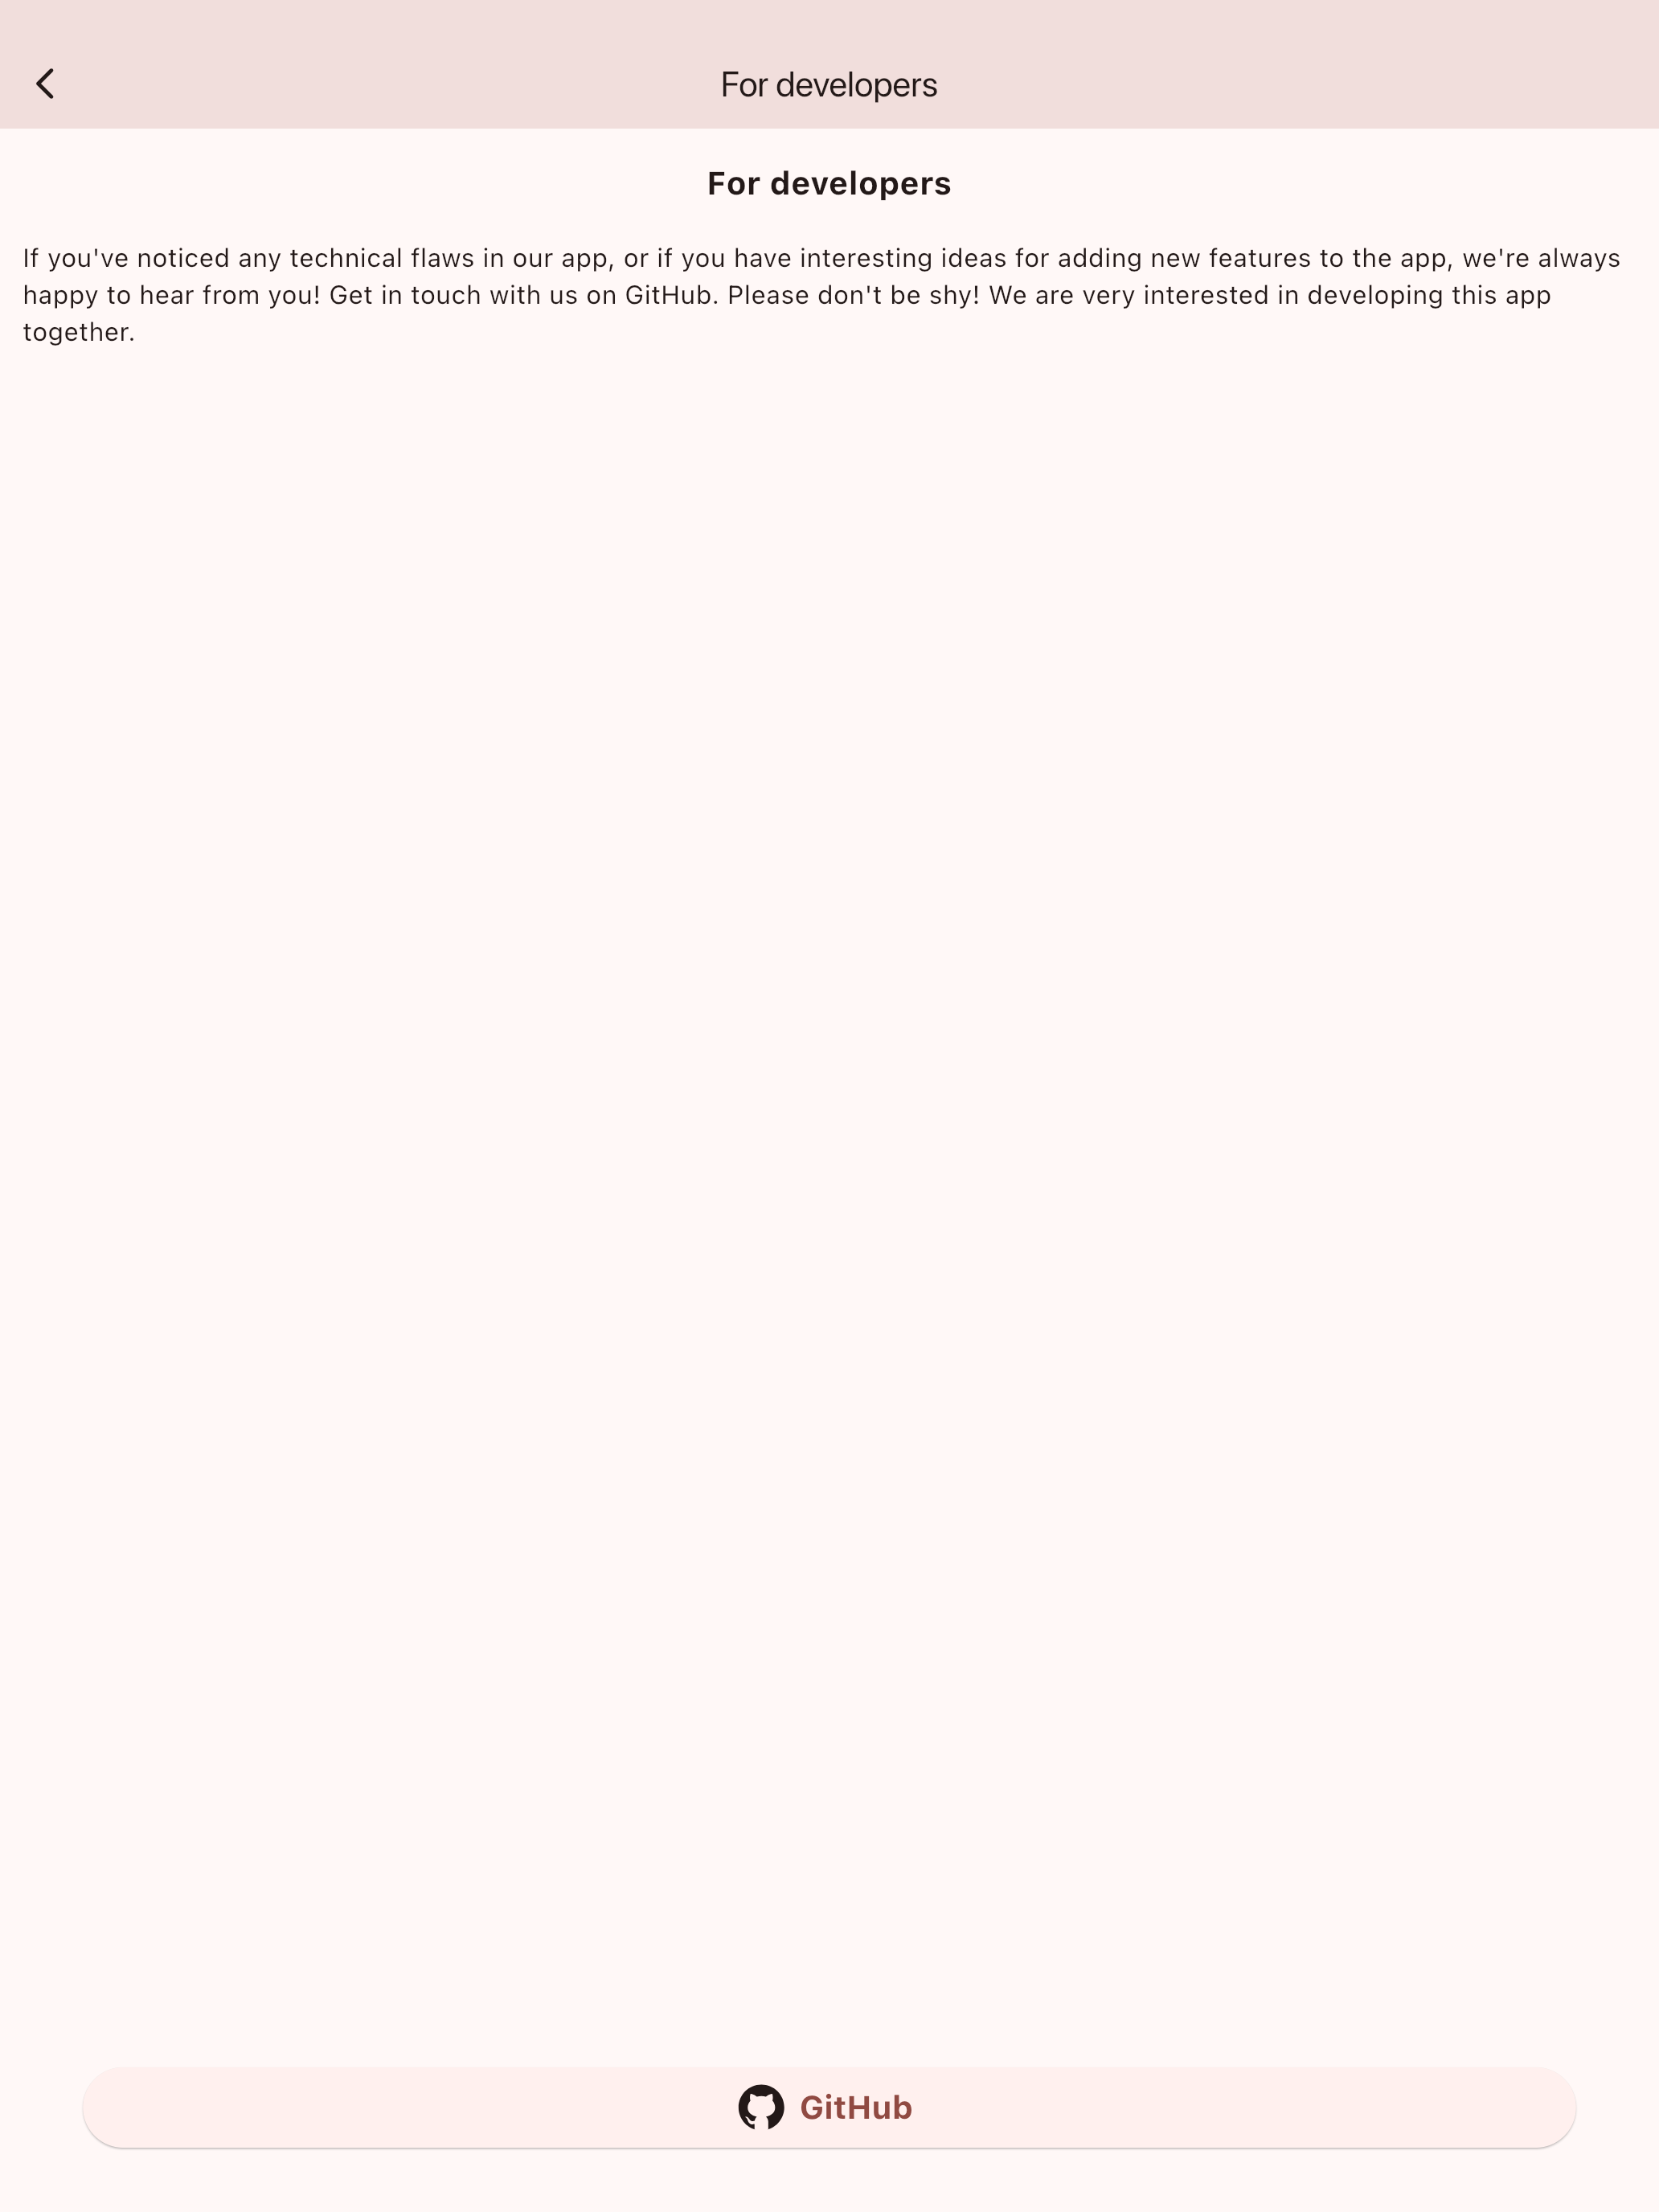 For developers
For developers
If you've noticed any technical flaws in our app, or if you have interesting ideas for adding new features to the app, we're always
happy to hear from you! Get in touch with us on GitHub. Please don't be shy! We are very interested in developing this app
together.
GitHub